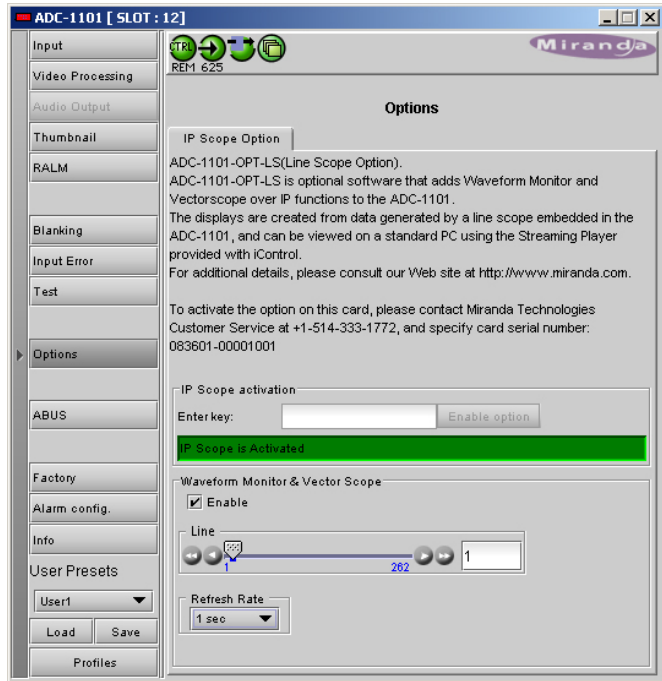 ADC-1101 [ SLOT : 12]
Input
Video Processing
Audio Output
Thumbnail
RALM
Blanking
Input Error
Test
Options
ABUS
Factory
Alarm config.
Info
User Presets
User1
Load Save
Profiles
CTRL
REM 625
Miranda
Options
IP Scope Option
ADC-1101-OPT-LS(Line Scope Option).
ADC-1101-OPT-LS is optional software that adds Waveform Monitor and
Vectorscope over IP functions to the ADC-1101.
The displays are created from data generated by a line scope embedded in the
ADC-1101, and can be viewed on a standard PC using the Streaming Player
provided with iControl.
For additional details, please consult our Web site at http://www.miranda.com.
To activate the option on this card, please contact Miranda Technologies
Customer Service at +1-514-333-1772, and specify card serial number:
083601-00001001
IP Scope activation
Enter key:
Enable option
IP Scope is Activated
Waveform Monitor & Vector Scope
Enable
Line
1 262
1
Refresh Rate
1 sec